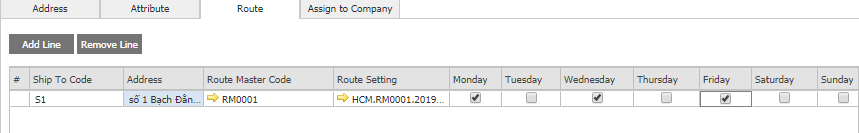 Address Attribute Route Assign to Company
Add Line Remove Line
# Ship To Code Address Route Master Code Route Setting Monday Tuesday Wednesday Thursday Friday Saturday Sunday
S1 số 1 Bạch Đằn... RM0001 HCM.RM0001.2019...